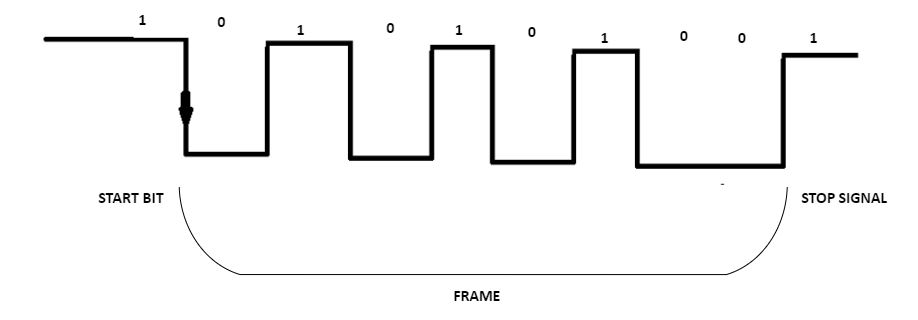 1 0 1 0 1 0 1 0 0 1
START BIT STOP SIGNAL
FRAME